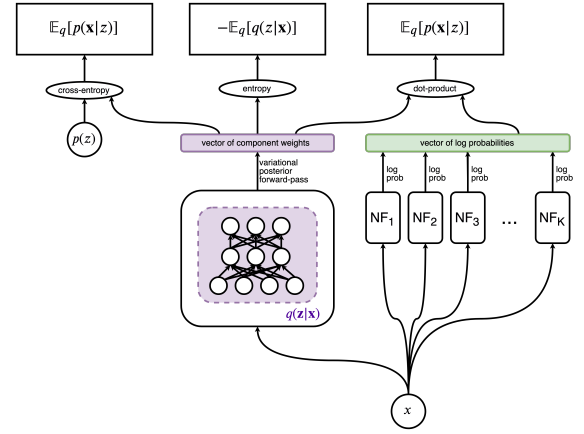 𝔼q[p(𝐱|z)]
−𝔼q[q(z|𝐱)]
𝔼q[p(𝐱|z)]
cross-entropy
entropy
dot-product
p(z)
vector of component weights
vector of log probabilities
variational
posterior
forward-pass
log
prob
log
prob
log
prob
log
prob
NF1
NF2
NF3
...
NFK
q(𝐳|𝐱)
x